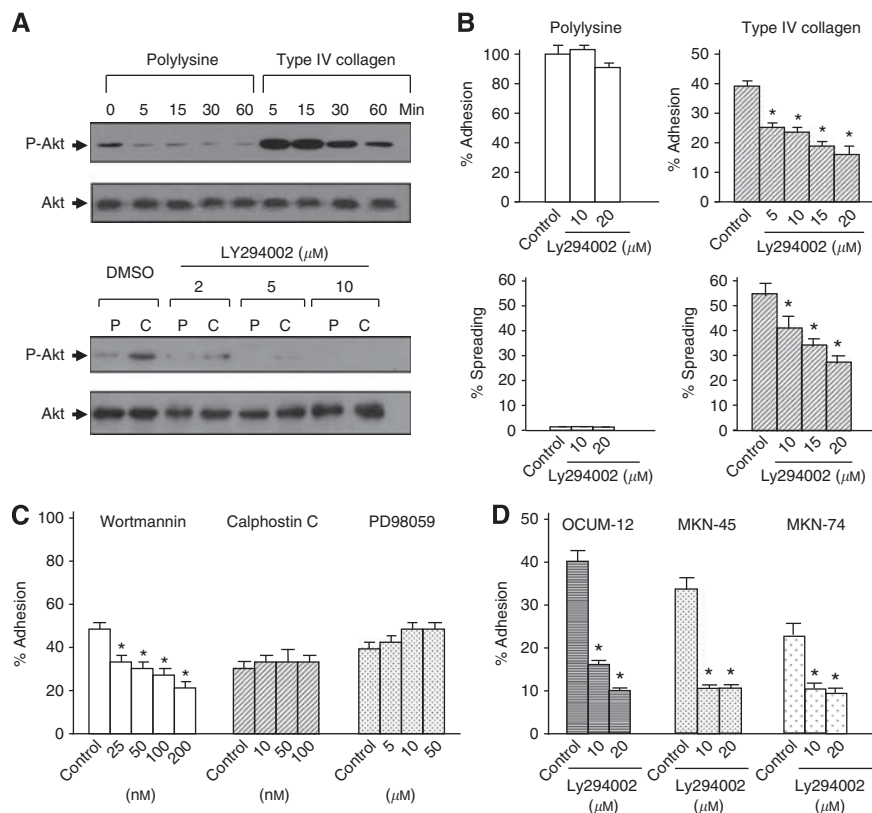 A
Polylysine Type IV collagen
0 5 15 30 60 5 15 30 60 Min
P-Akt
Akt
LY294002 (μM)
DMSO
2 5 10
P C P C P C P C
P-Akt
Akt
B
Polylysine
% Adhesion
100
80
60
40
20
0
Control 10 20
Ly294002 (μM)
Type IV collagen
% Adhesion
50
40
30
20
10
0
* * * *
Control 5 10 15 20
Ly294002 (μM)
% Spreading
60
50
40
30
20
10
0
Control 10 20
Ly294002 (μM)
% Spreading
60
50
40
30
20
10
0
* * *
Control 10 15 20
Ly294002 (μM)
C
Wortmannin Calphostin C PD98059
% Adhesion
100
80
60
40
20
0
* * * *
Control 25 50 100 200 Control 10 50 100 Control 5 10 50
(nM) (nM) (μM)
D
OCUM-12 MKN-45 MKN-74
% Adhesion
50
40
30
20
10
0
* * * * * *
Control 10 20 Control 10 20 Control 10 20
Ly294002 Ly294002 Ly294002
(μM) (μM) (μM)